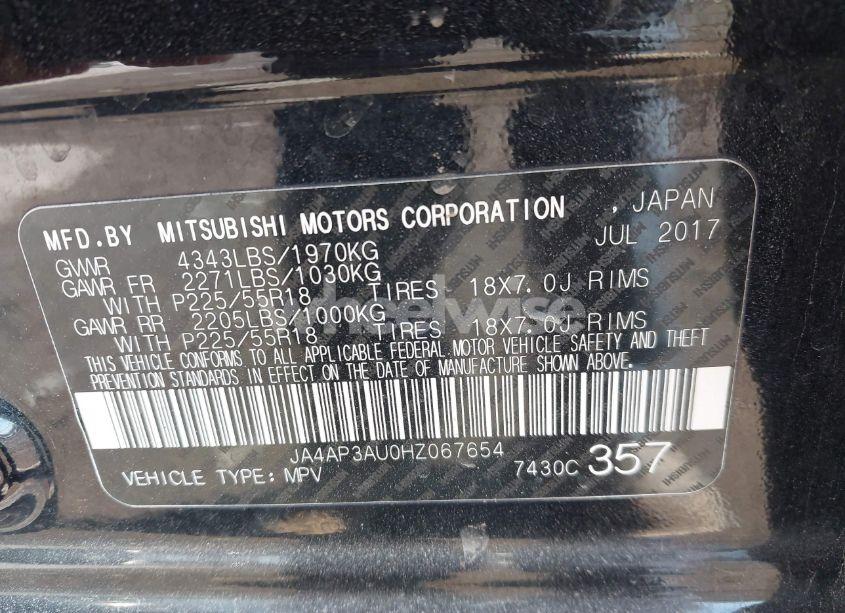 MFD.BY MITSUBISHI MOTORS CORPORATION , JAPAN
JUL 2017
GVWR 4343LBS/1970KG
GAWR FR 2271LBS/1030KG
WITH P225/55R18 TIRES 18X7.0J RIMS
GAWR RR 2205LBS/1000KG
WITH P225/55R18 TIRES 18X7.0J RIMS
THIS VEHICLE CONFORMS TO ALL APPLICABLE FEDERAL MOTOR VEHICLE SAFETY AND THEFT
PREVENTION STANDARDS IN EFFECT ON THE DATE OF MANUFACTURE SHOWN ABOVE.
JA4AP3AU0HZ067654
VEHICLE TYPE: MPV 7430C 357
wheelwise